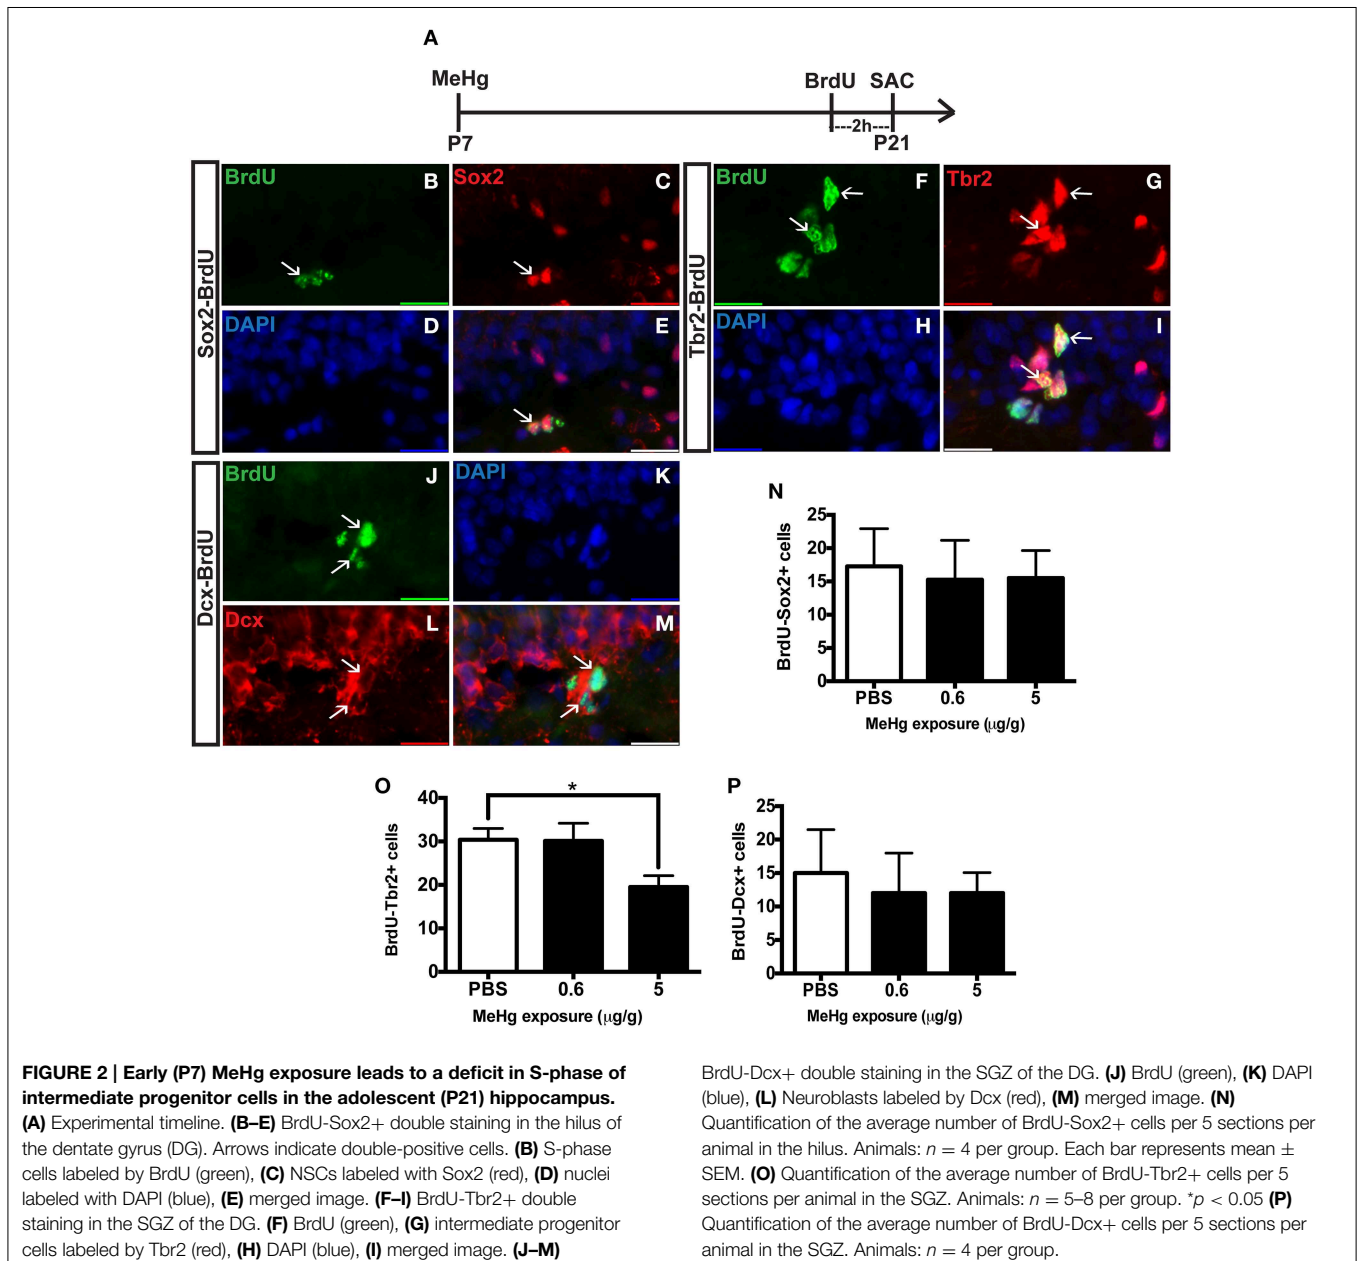 A
MeHg
BrdU SAC
----2h---
P7
P21
Sox2-BrdU
BrdU
B
Sox2
C
DAPI
D
E
Tbr2-BrdU
BrdU
F
Tbr2
G
DAPI
H
I
Dcx-BrdU
BrdU
J
DAPI
K
Dcx
L
M
N
BrdU-Sox2+ cells
25
20
15
10
5
0
PBS 0.6 5
MeHg exposure (μg/g)
O
BrdU-Tbr2+ cells
40
30
20
10
0
*
PBS 0.6 5
MeHg exposure (μg/g)
P
BrdU-Dcx+ cells
25
20
15
10
5
0
PBS 0.6 5
MeHg exposure (μg/g)
FIGURE 2 | Early (P7) MeHg exposure leads to a deficit in S-phase of
intermediate progenitor cells in the adolescent (P21) hippocampus.
(A) Experimental timeline. (B–E) BrdU-Sox2+ double staining in the hilus of
the dentate gyrus (DG). Arrows indicate double-positive cells. (B) S-phase
cells labeled by BrdU (green), (C) NSCs labeled with Sox2 (red), (D) nuclei
labeled with DAPI (blue), (E) merged image. (F–I) BrdU-Tbr2+ double
staining in the SGZ of the DG. (F) BrdU (green), (G) intermediate progenitor
cells labeled by Tbr2 (red), (H) DAPI (blue), (I) merged image. (J–M)
BrdU-Dcx+ double staining in the SGZ of the DG. (J) BrdU (green), (K) DAPI
(blue), (L) Neuroblasts labeled by Dcx (red), (M) merged image. (N)
Quantification of the average number of BrdU-Sox2+ cells per 5 sections per
animal in the hilus. Animals: n = 4 per group. Each bar represents mean ±
SEM. (O) Quantification of the average number of BrdU-Tbr2+ cells per 5
sections per animal in the SGZ. Animals: n = 5–8 per group. *p < 0.05 (P)
Quantification of the average number of BrdU-Dcx+ cells per 5 sections per
animal in the SGZ. Animals: n = 4 per group.